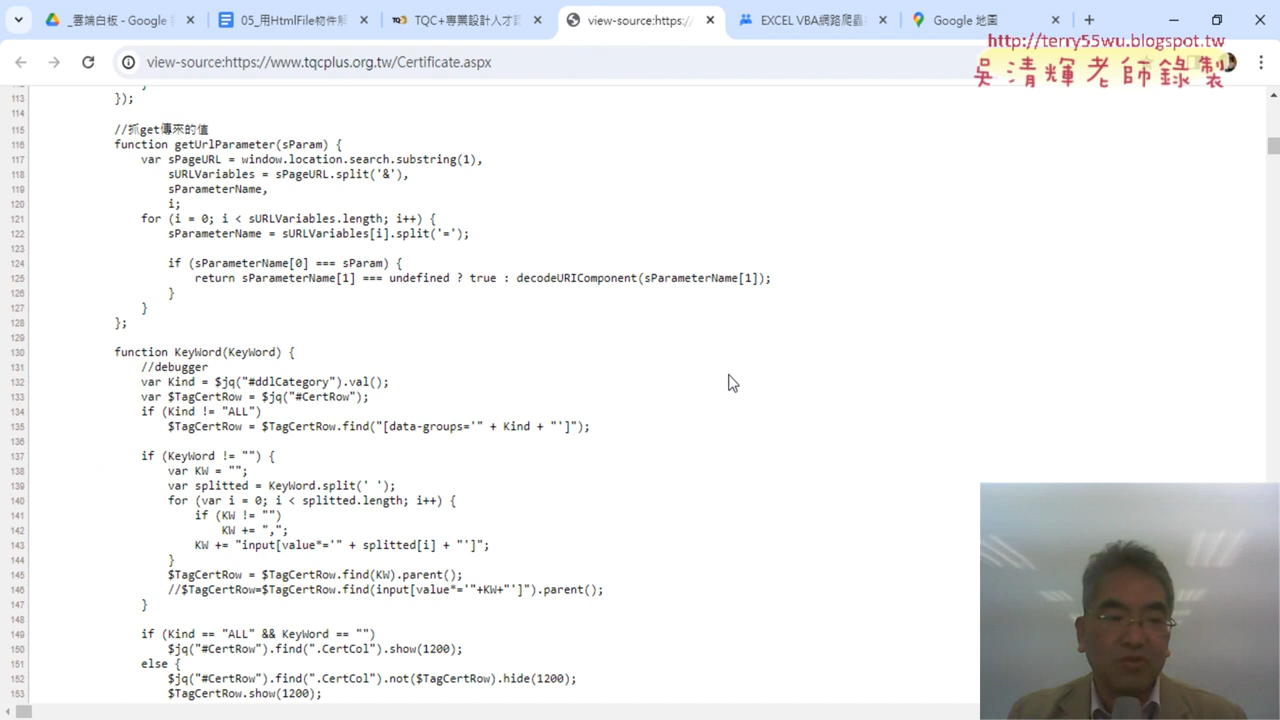 _雲端白板 - Google
05_用HtmlFile物件解
TQC+專業設計人才認
view-source:https://
EXCEL VBA網路爬蟲
Google 地圖
http://terry55wu.blogspot.tw
view-source:https://www.tqcplus.org.tw/Certificate.aspx
吳清輝老師錄製
113 });
114
115 //抓get傳來的值
116 function getUrlParameter(sParam) {
117 var sPageURL = window.location.search.substring(1),
118 sURLVariables = sPageURL.split('&'),
119 sParameterName,
120 i;
121 for (i = 0; i < sURLVariables.length; i++) {
122 sParameterName = sURLVariables[i].split('=');
123
124 if (sParameterName[0] === sParam) {
125 return sParameterName[1] === undefined ? true : decodeURIComponent(sParameterName[1]);
126 }
127 }
128 };
129
130 function KeyWord(KeyWord) {
131 //debugger
132 var Kind = $jq("#ddlCategory").val();
133 var $TagCertRow = $jq("#CertRow");
134 if (Kind != "ALL")
135 $TagCertRow = $TagCertRow.find("[data-groups='" + Kind + "']");
136
137 if (KeyWord != "") {
138 var KW = "";
139 var splitted = KeyWord.split(' ');
140 for (var i = 0; i < splitted.length; i++) {
141 if (KW != "")
142 KW += ",";
143 KW += "input[value*='" + splitted[i] + "']";
144 }
145 $TagCertRow = $TagCertRow.find(KW).parent();
146 //$TagCertRow=$TagCertRow.find(input[value*='"+KW+"']").parent();
147 }
148
149 if (Kind == "ALL" && KeyWord == "")
150 $jq("#CertRow").find(".CertCol").show(1200);
151 else {
152 $jq("#CertRow").find(".CertCol").not($TagCertRow).hide(1200);
153 $TagCertRow.show(1200);